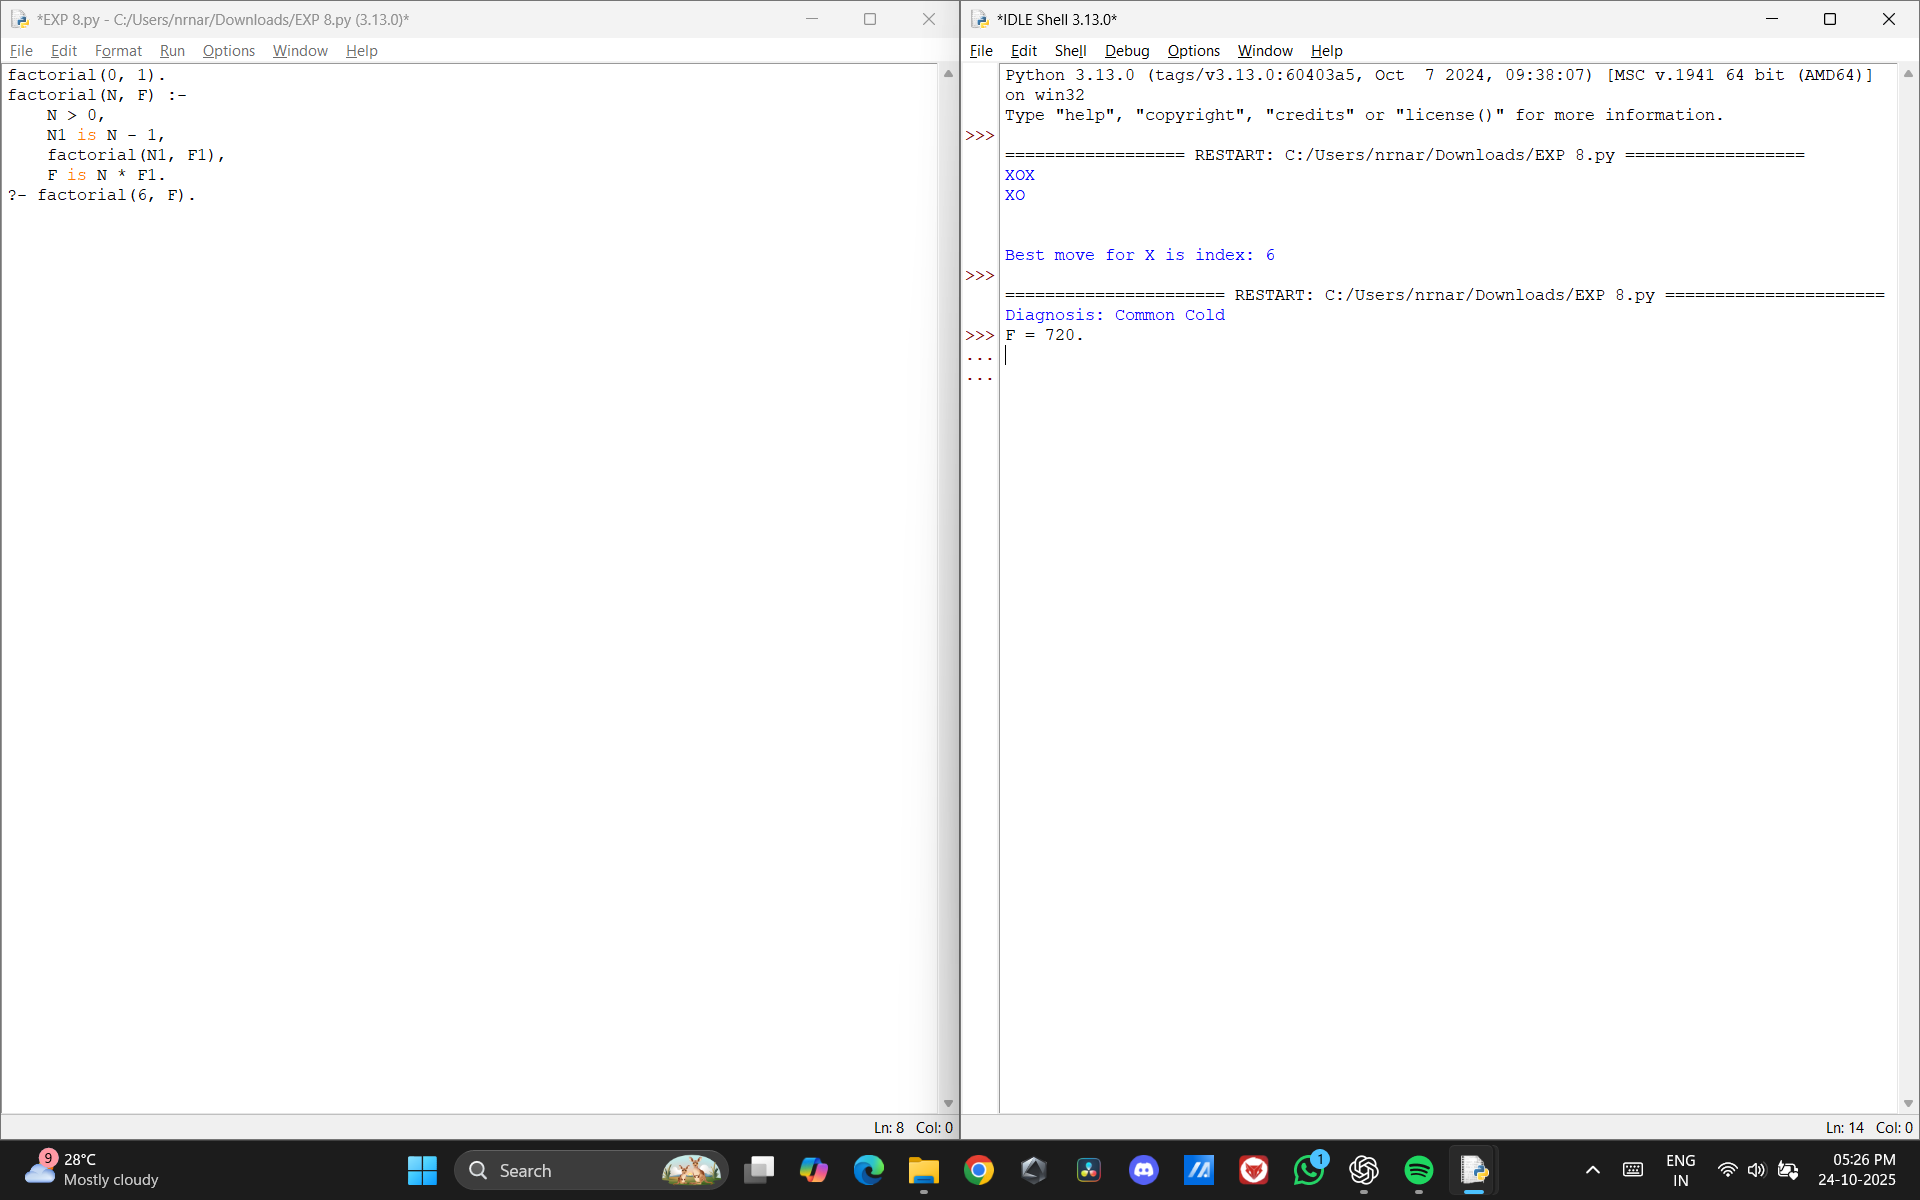 *EXP 8.py - C:/Users/nrnar/Downloads/EXP 8.py (3.13.0)*
File Edit Format Run Options Window Help
factorial(0, 1).
factorial(N, F) :-
    N > 0,
    N1 is N - 1,
    factorial(N1, F1),
    F is N * F1.
?- factorial(6, F).
Ln: 8 Col: 0
*IDLE Shell 3.13.0*
File Edit Shell Debug Options Window Help
Python 3.13.0 (tags/v3.13.0:60403a5, Oct  7 2024, 09:38:07) [MSC v.1941 64 bit (AMD64)]
on win32
Type "help", "copyright", "credits" or "license()" for more information.
>>>
================== RESTART: C:/Users/nrnar/Downloads/EXP 8.py ==================
XOX
XO
Best move for X is index: 6
>>>
====================== RESTART: C:/Users/nrnar/Downloads/EXP 8.py ======================
Diagnosis: Common Cold
>>> F = 720.
...
...
Ln: 14 Col: 0
9
28°C
Mostly cloudy
Search
1
ENG
IN
05:26 PM
24-10-2025